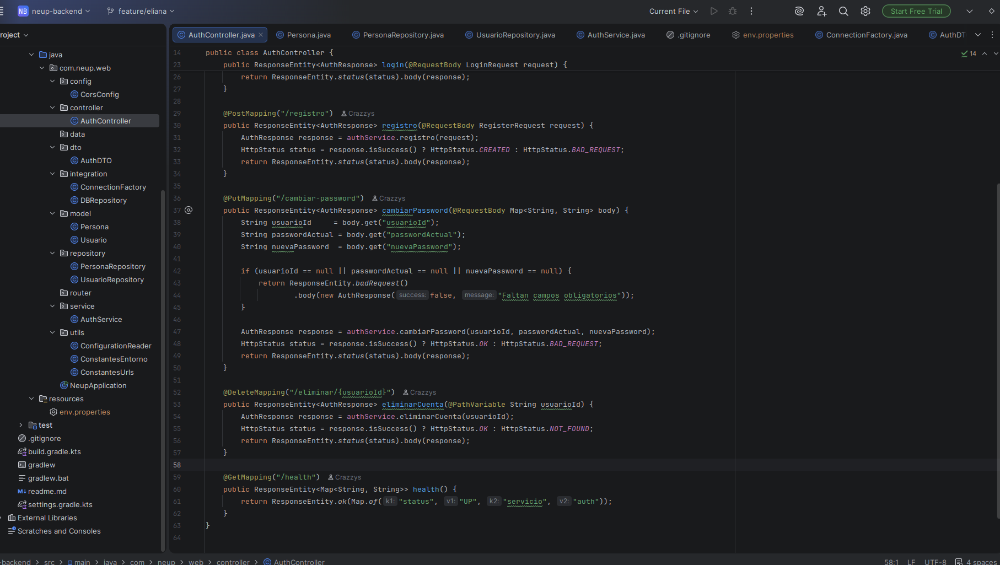 NB neup-backend feature/eliana Current File Start Free Trial
roject
AuthController.java Persona.java PersonaRepository.java UsuarioRepository.java AuthService.java .gitignore env.properties ConnectionFactory.java AuthDT
java
com.neup.web
config
CorsConfig
controller
AuthController
data
dto
AuthDTO
integration
ConnectionFactory
DBRepository
model
Persona
Usuario
repository
PersonaRepository
UsuarioRepository
router
service
AuthService
utils
ConfigurationReader
ConstantesEntorno
ConstantesUrls
NeupApplication
resources
env.properties
test
.gitignore
build.gradle.kts
gradlew
gradlew.bat
readme.md
settings.gradle.kts
External Libraries
Scratches and Consoles
14 public class AuthController {
14
23 public ResponseEntity<AuthResponse> login(@RequestBody LoginRequest request) {
26 return ResponseEntity.status(status).body(response);
27 }
28
29 @PostMapping("/registro") Crazzys
30 public ResponseEntity<AuthResponse> registro(@RequestBody RegisterRequest request) {
31 AuthResponse response = authService.registro(request);
32 HttpStatus status = response.isSuccess() ? HttpStatus.CREATED : HttpStatus.BAD_REQUEST;
33 return ResponseEntity.status(status).body(response);
34 }
35
36 @PutMapping("/cambiar-password") Crazzys
37 public ResponseEntity<AuthResponse> cambiarPassword(@RequestBody Map<String, String> body) {
38 String usuarioId     = body.get("usuarioId");
39 String passwordActual = body.get("passwordActual");
40 String nuevaPassword  = body.get("nuevaPassword");
41
42 if (usuarioId == null || passwordActual == null || nuevaPassword == null) {
43 return ResponseEntity.badRequest()
44 .body(new AuthResponse( success: false, message: "Faltan campos obligatorios"));
45 }
46
47 AuthResponse response = authService.cambiarPassword(usuarioId, passwordActual, nuevaPassword);
48 HttpStatus status = response.isSuccess() ? HttpStatus.OK : HttpStatus.BAD_REQUEST;
49 return ResponseEntity.status(status).body(response);
50 }
51
52 @DeleteMapping("/eliminar/{usuarioId}") Crazzys
53 public ResponseEntity<AuthResponse> eliminarCuenta(@PathVariable String usuarioId) {
54 AuthResponse response = authService.eliminarCuenta(usuarioId);
55 HttpStatus status = response.isSuccess() ? HttpStatus.OK : HttpStatus.NOT_FOUND;
56 return ResponseEntity.status(status).body(response);
57 }
58
59 @GetMapping("/health") Crazzys
60 public ResponseEntity<Map<String, String>> health() {
61 return ResponseEntity.ok(Map.of( k1: "status", v1: "UP", k2: "servicio", v2: "auth"));
62 }
63 }
64
-backend > src > main > java > com > neup > web > controller > AuthController 58:1 LF UTF-8 4 spaces